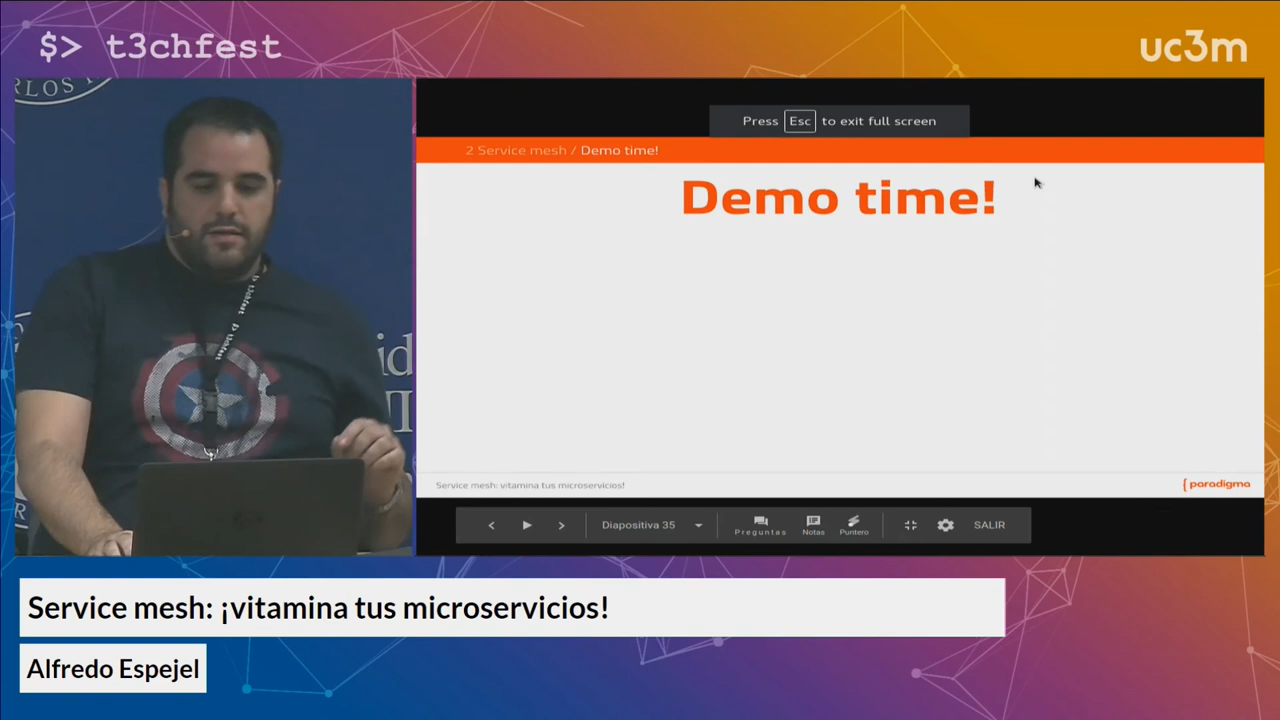 $> t3chfest
uc3m
RLOS
Press Esc to exit full screen
2 Service mesh / Demo time!
Demo time!
Service mesh: vitamina tus microservicios!
{paradigma
Diapositiva 35
Preguntas
Notas
Puntero
SALIR
Service mesh: ¡vitamina tus microservicios!
Alfredo Espejel